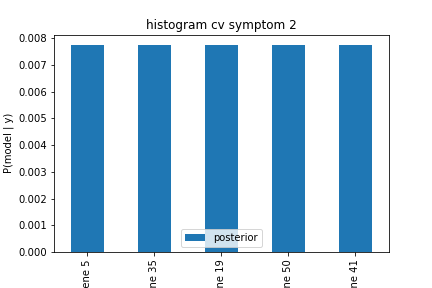 histogram cv symptom 2
0.008
0.007
0.006
0.005
0.004
0.003
0.002
0.001
0.000
P(model | y)
posterior
ene 5
ne 35
ne 19
ne 50
ne 41